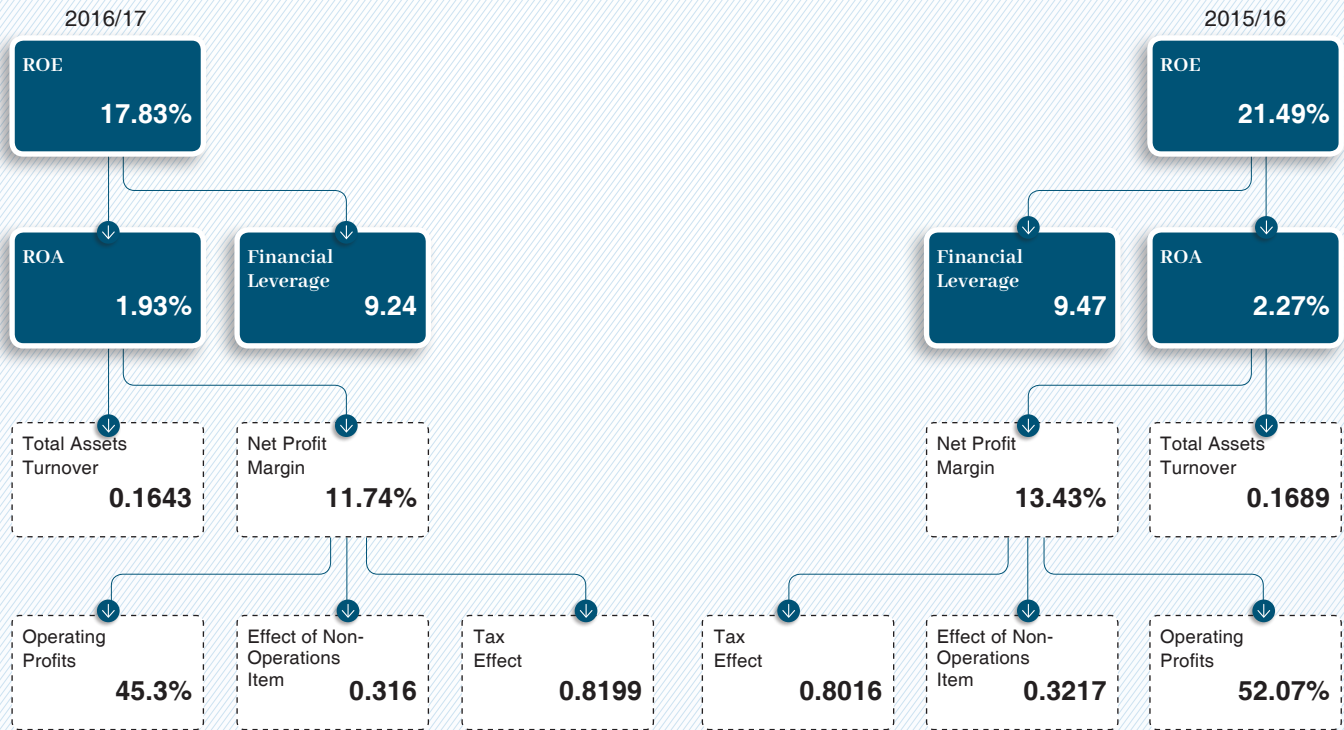 2016/17
ROE
17.83%
ROA
1.93%
Financial
Leverage
9.24
Total Assets
Turnover
0.1643
Net Profit
Margin
11.74%
Operating
Profits
45.3%
Effect of Non-
Operations
Item
0.316
Tax
Effect
0.8199
2015/16
ROE
21.49%
Financial
Leverage
9.47
ROA
2.27%
Net Profit
Margin
13.43%
Total Assets
Turnover
0.1689
Tax
Effect
0.8016
Effect of Non-
Operations
Item
0.3217
Operating
Profits
52.07%